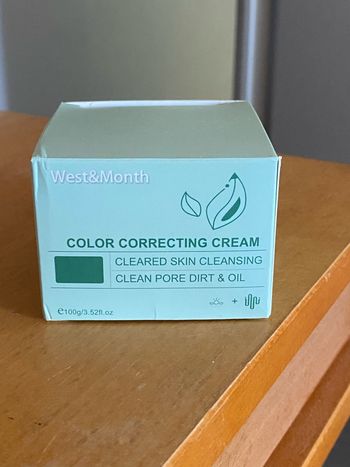 West&Month
COLOR CORRECTING CREAM
CLEARED SKIN CLEANSING
CLEAN PORE DIRT & OIL
℮100g/3.52fl.oz
+